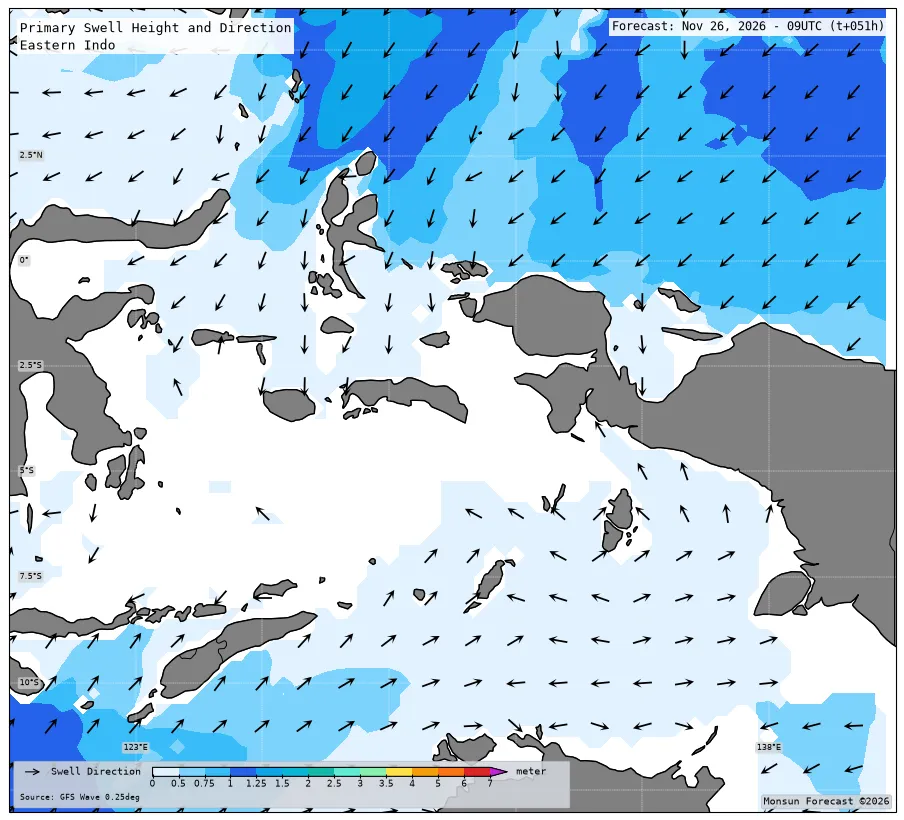 Primary Swell Height and Direction
Eastern Indo
Forecast: Nov 26, 2026 - 09UTC (t+051h)
2.5°N
0°
2.5°S
5°S
7.5°S
10°S
123°E
138°E
Swell Direction
0 0.5 0.75 1 1.25 1.5 2 2.5 3 3.5 4 5 6 7
meter
Source: GFS Wave 0.25deg
Monsun Forecast ©2026